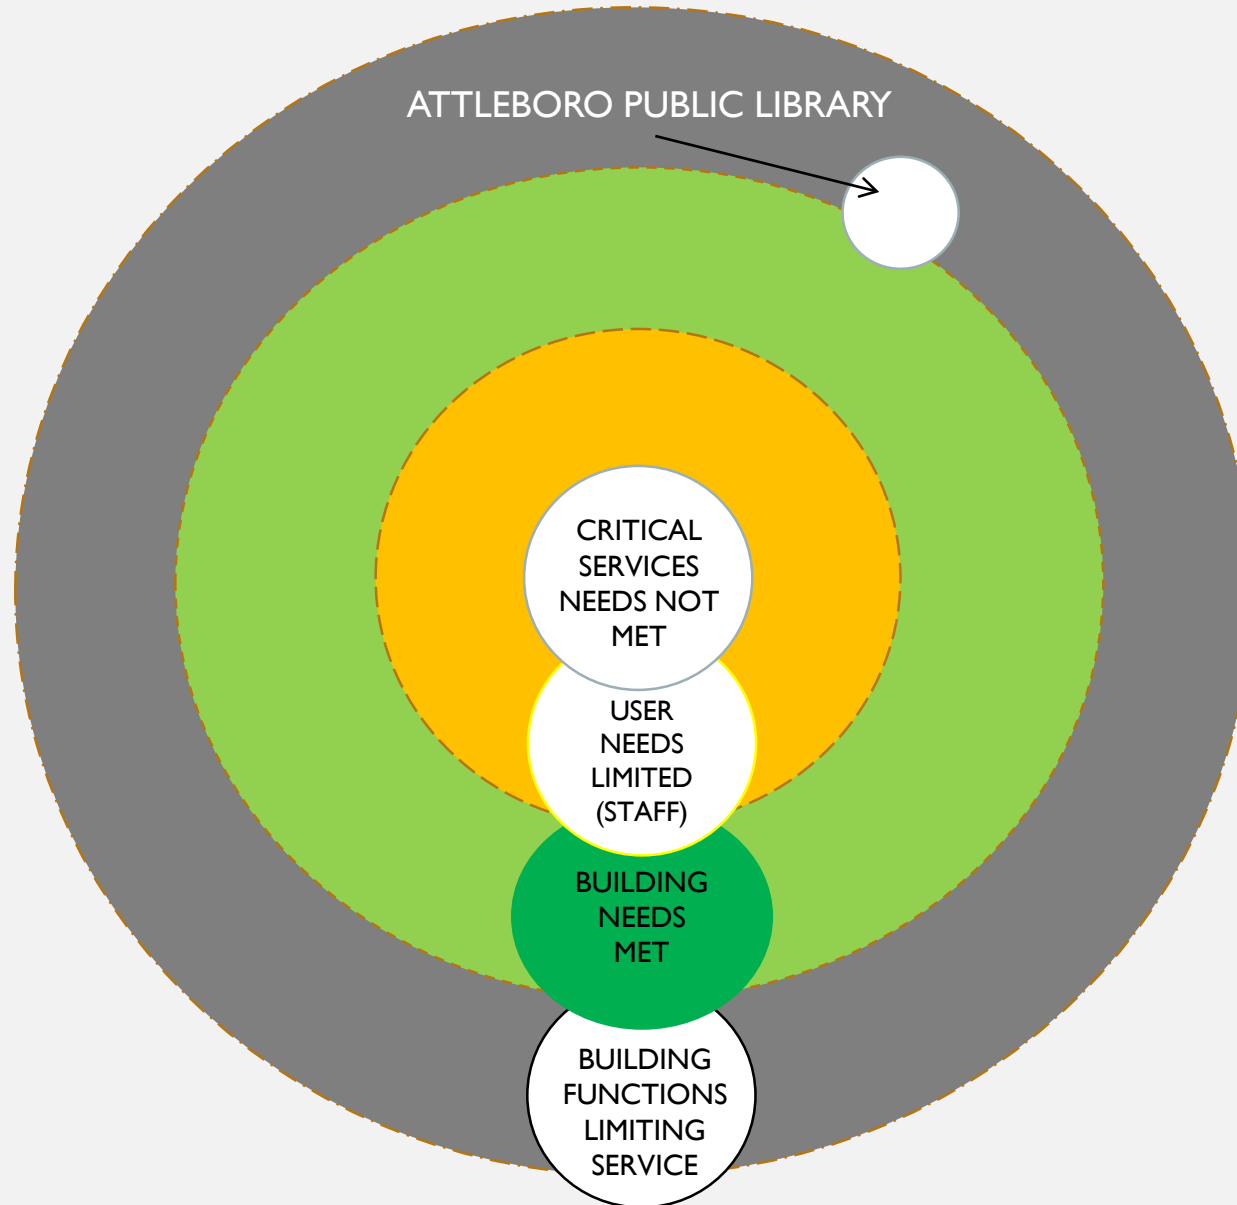 ATTLEBORO PUBLIC LIBRARY
CRITICAL
SERVICES
NEEDS NOT
MET
USER
NEEDS
LIMITED
(STAFF)
BUILDING
NEEDS
MET
BUILDING
FUNCTIONS
LIMITING
SERVICE